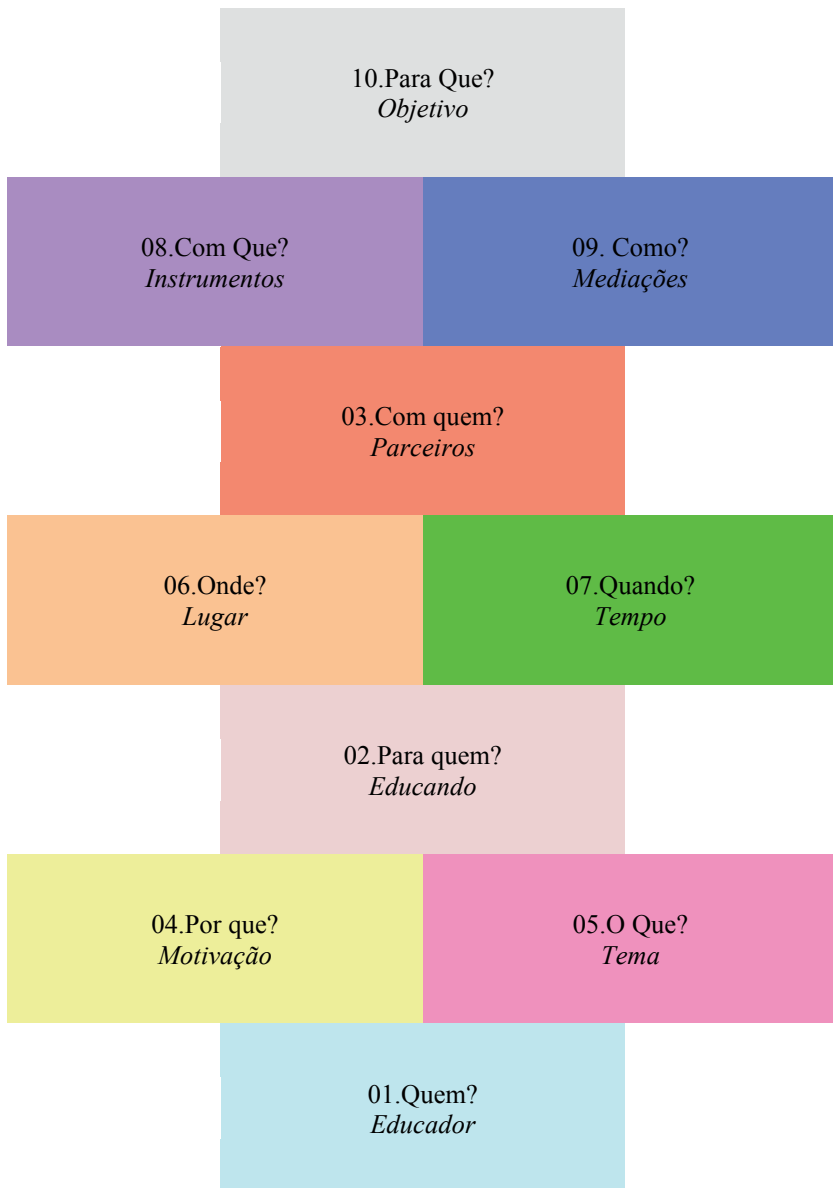 10.Para Que?
Objetivo
08.Com Que?
Instrumentos
09. Como?
Mediações
03.Com quem?
Parceiros
06.Onde?
Lugar
07.Quando?
Tempo
02.Para quem?
Educando
04.Por que?
Motivação
05.O Que?
Tema
01.Quem?
Educador